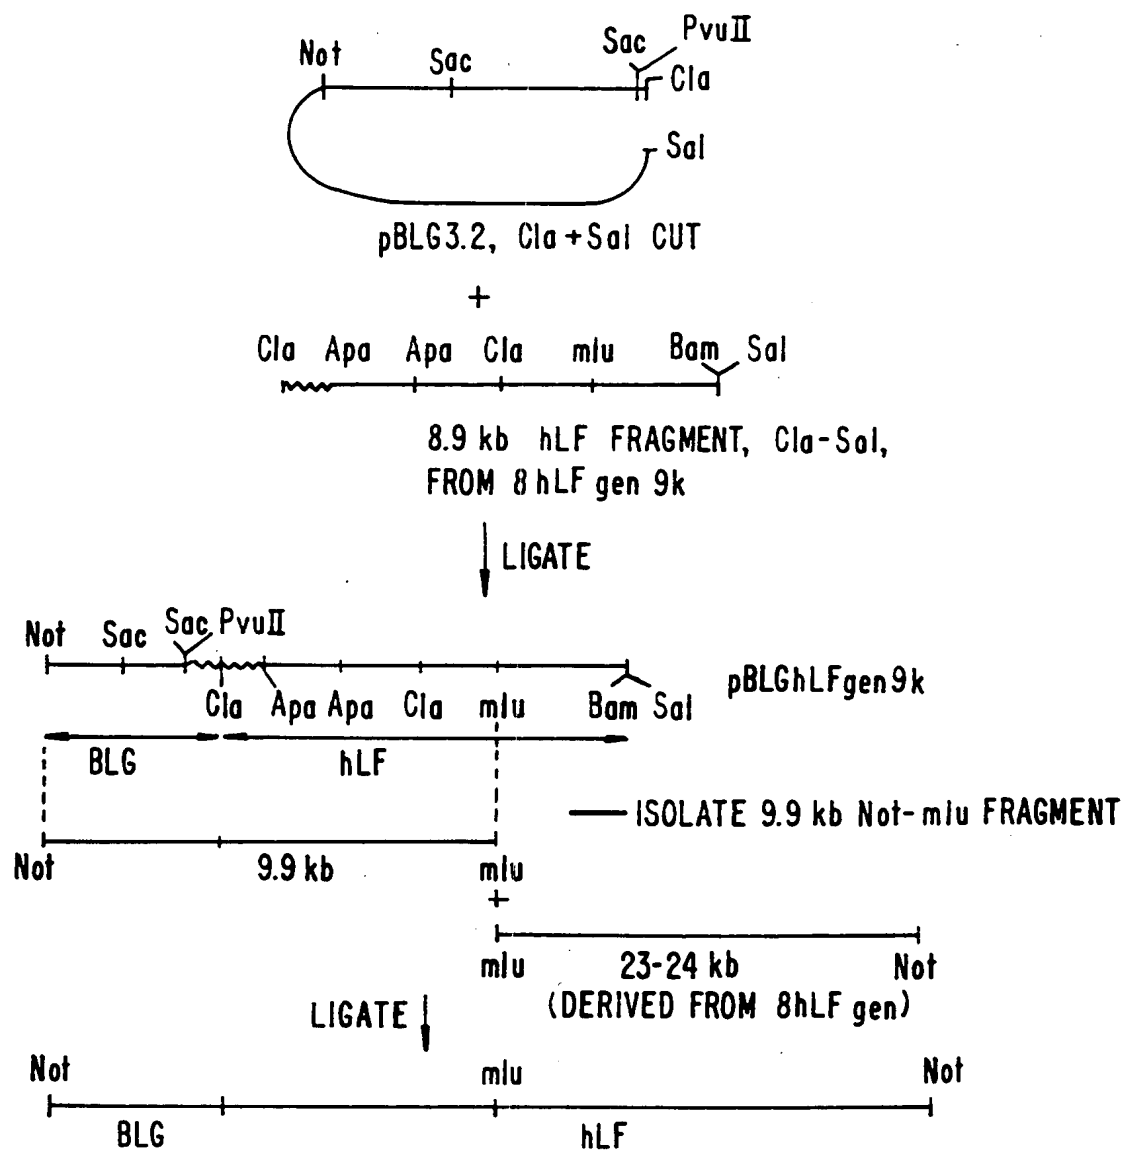 Not Sac Sac PvuII
Cla
Sal
pBLG3.2, Cla+Sal CUT
+
Cla Apa Apa Cla mlu Bam Sal
8.9 kb hLF FRAGMENT, Cla-Sal,
FROM 8hLF gen 9k
LIGATE
Not Sac Sac PvuII
pBLGhLFgen9k
Cla Apa Apa Cla mlu Bam Sal
BLG hLF
ISOLATE 9.9 kb Not-mlu FRAGMENT
Not 9.9 kb mlu
+
mlu 23-24 kb Not
(DERIVED FROM 8hLF gen)
LIGATE
Not mlu Not
BLG hLF